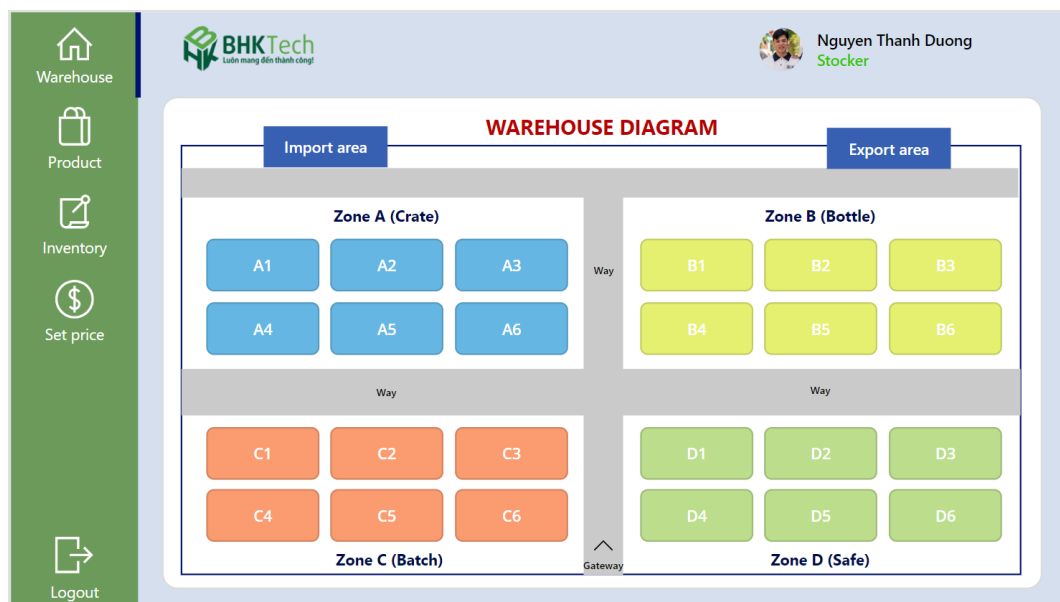 Warehouse
Product
Inventory
Set price
Logout
BHKTech
Luôn mang đến thành công!
Nguyen Thanh Duong
Stocker
WAREHOUSE DIAGRAM
Import area
Export area
Zone A (Crate)
A1 A2 A3
A4 A5 A6
Way
Zone B (Bottle)
B1 B2 B3
B4 B5 B6
Way
Way
C1 C2 C3
C4 C5 C6
Zone C (Batch)
Gateway
D1 D2 D3
D4 D5 D6
Zone D (Safe)